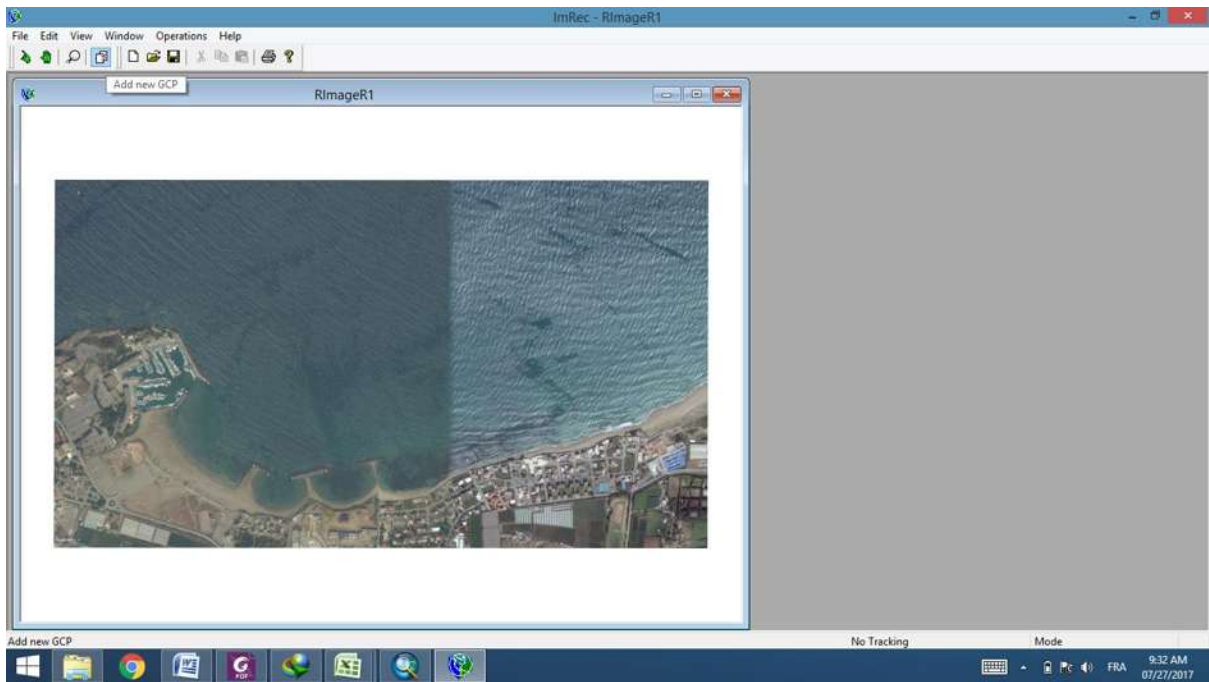 ImRec - RImageR1
File Edit View Window Operations Help
Add new GCP
RImageR1
Add new GCP
No Tracking
Mode
FRA
9:32 AM
07/27/2017